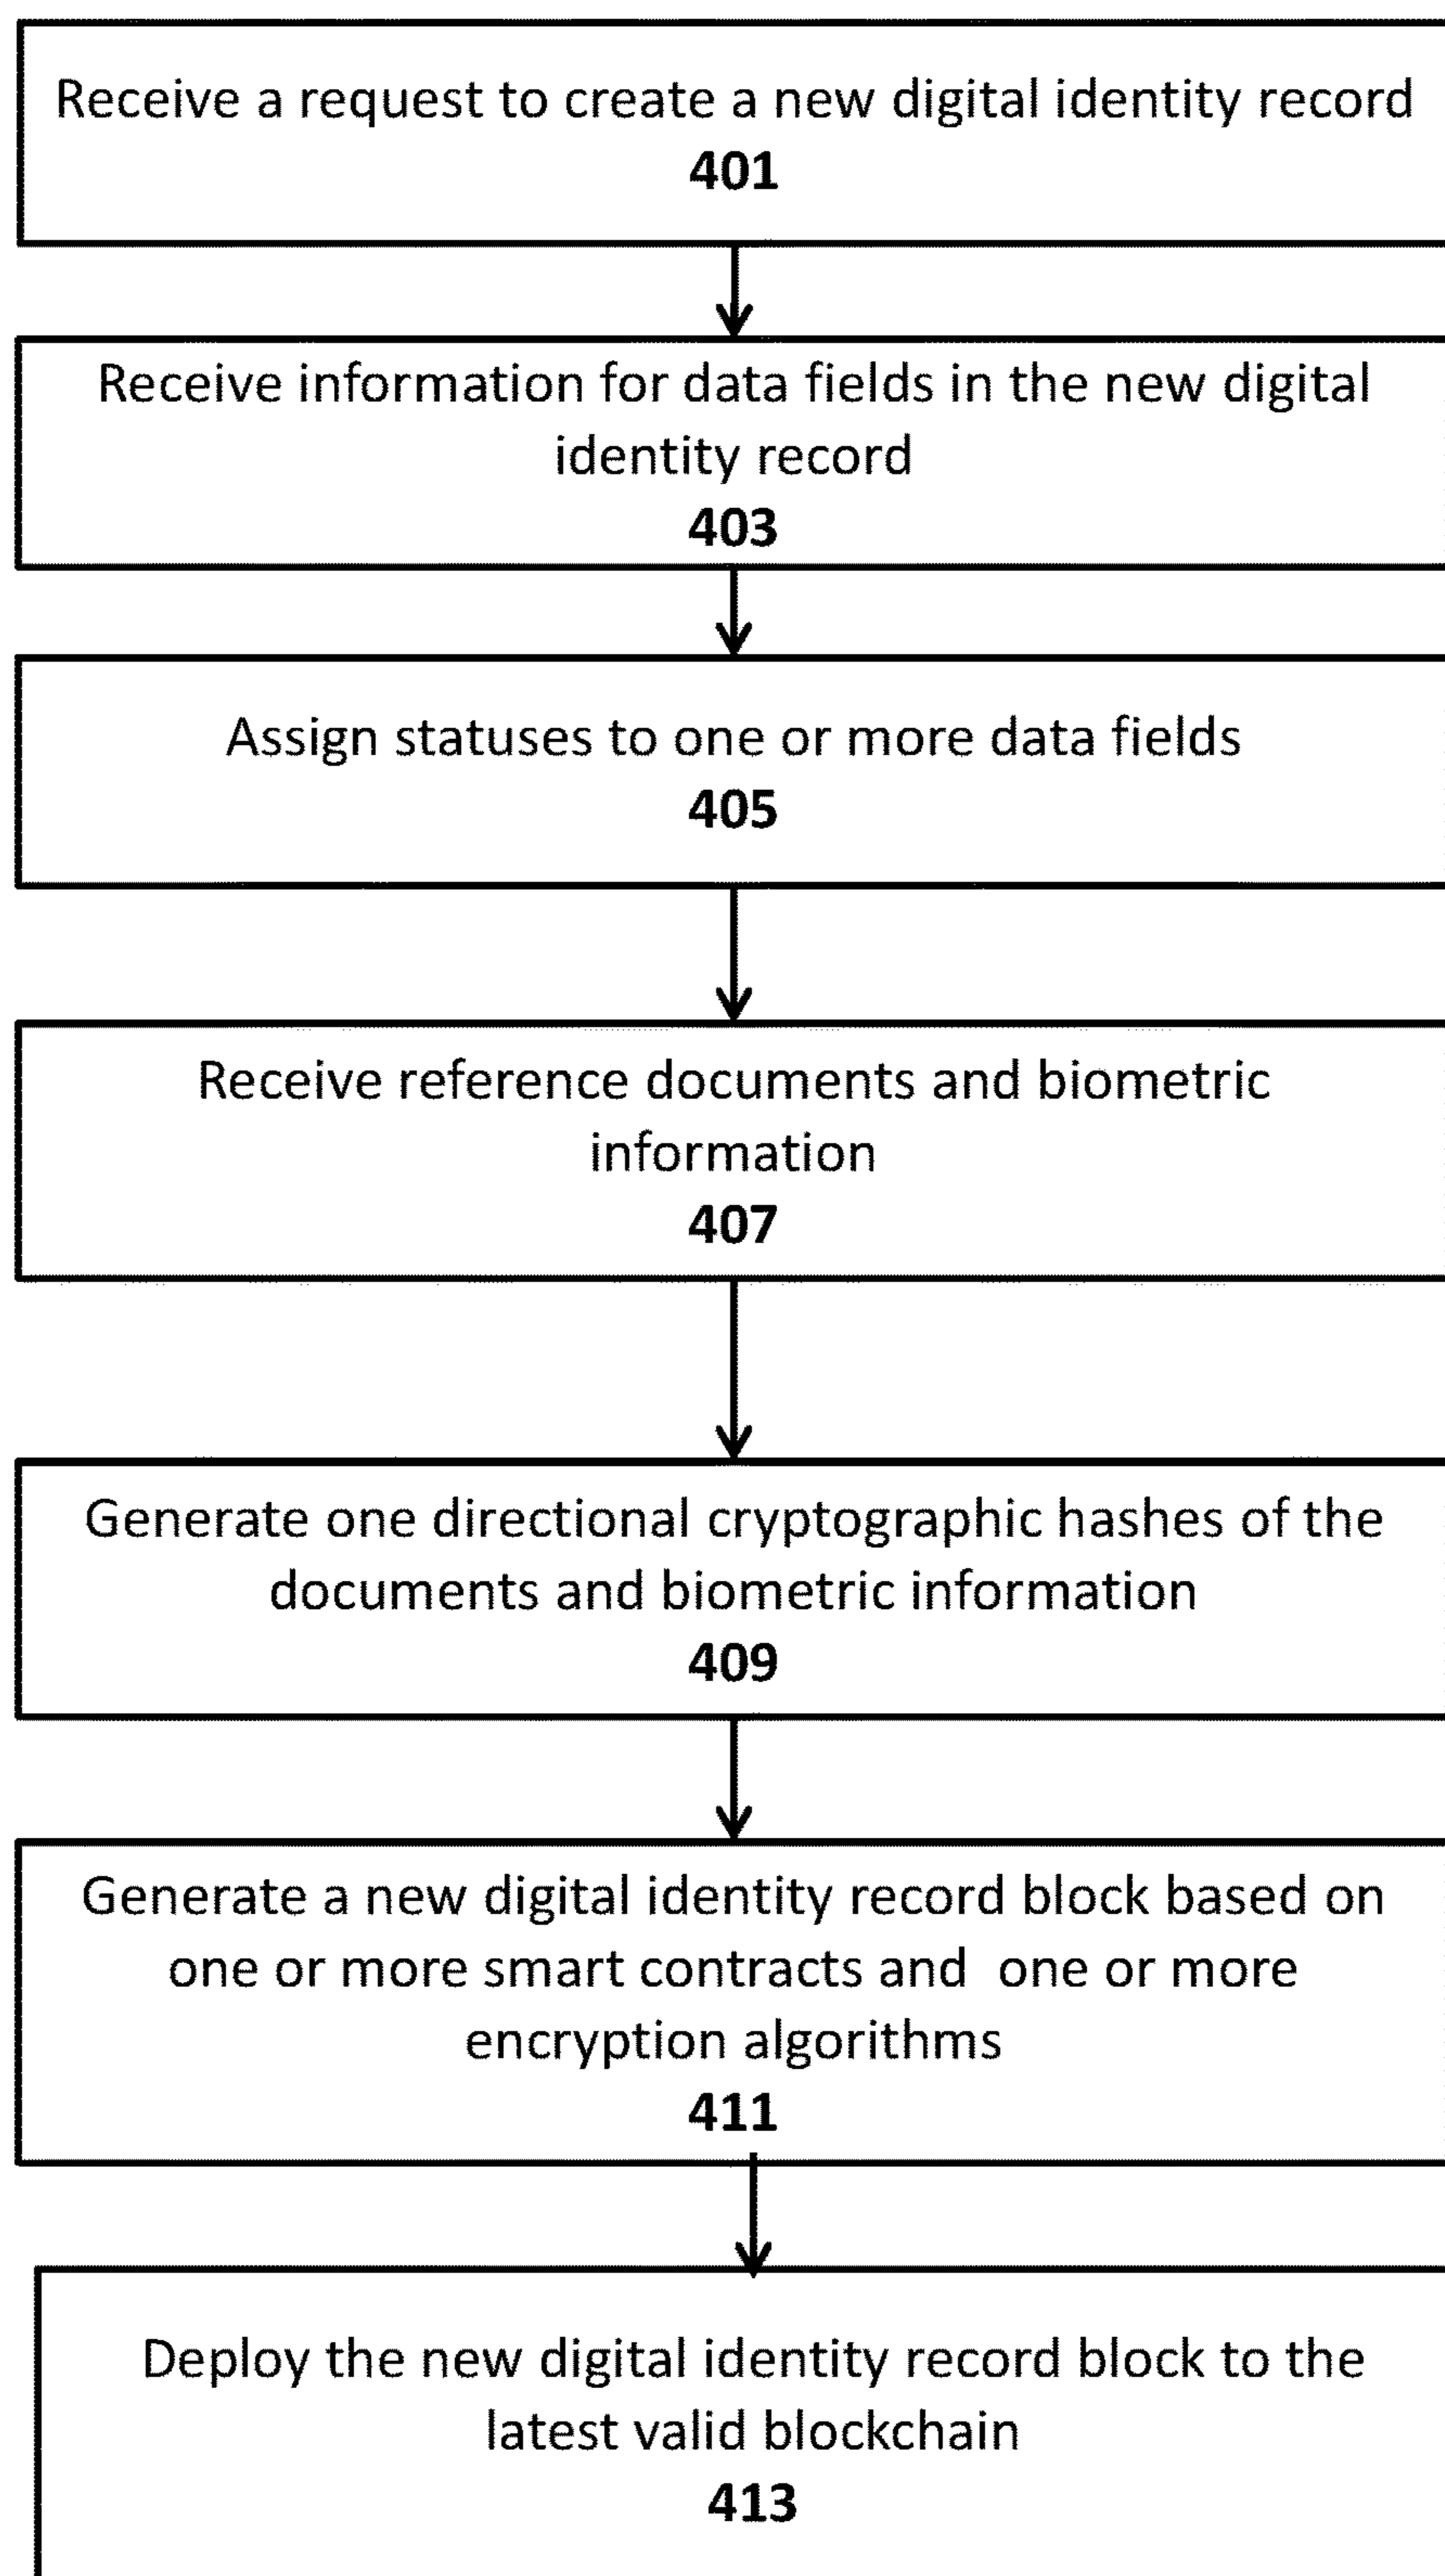 Receive a request to create a new digital identity record
401
Receive information for data fields in the new digital
identity record
403
Assign statuses to one or more data fields
405
Receive reference documents and biometric
information
407
Generate one directional cryptographic hashes of the
documents and biometric information
409
Generate a new digital identity record block based on
one or more smart contracts and  one or more
encryption algorithms
411
Deploy the new digital identity record block to the
latest valid blockchain
413